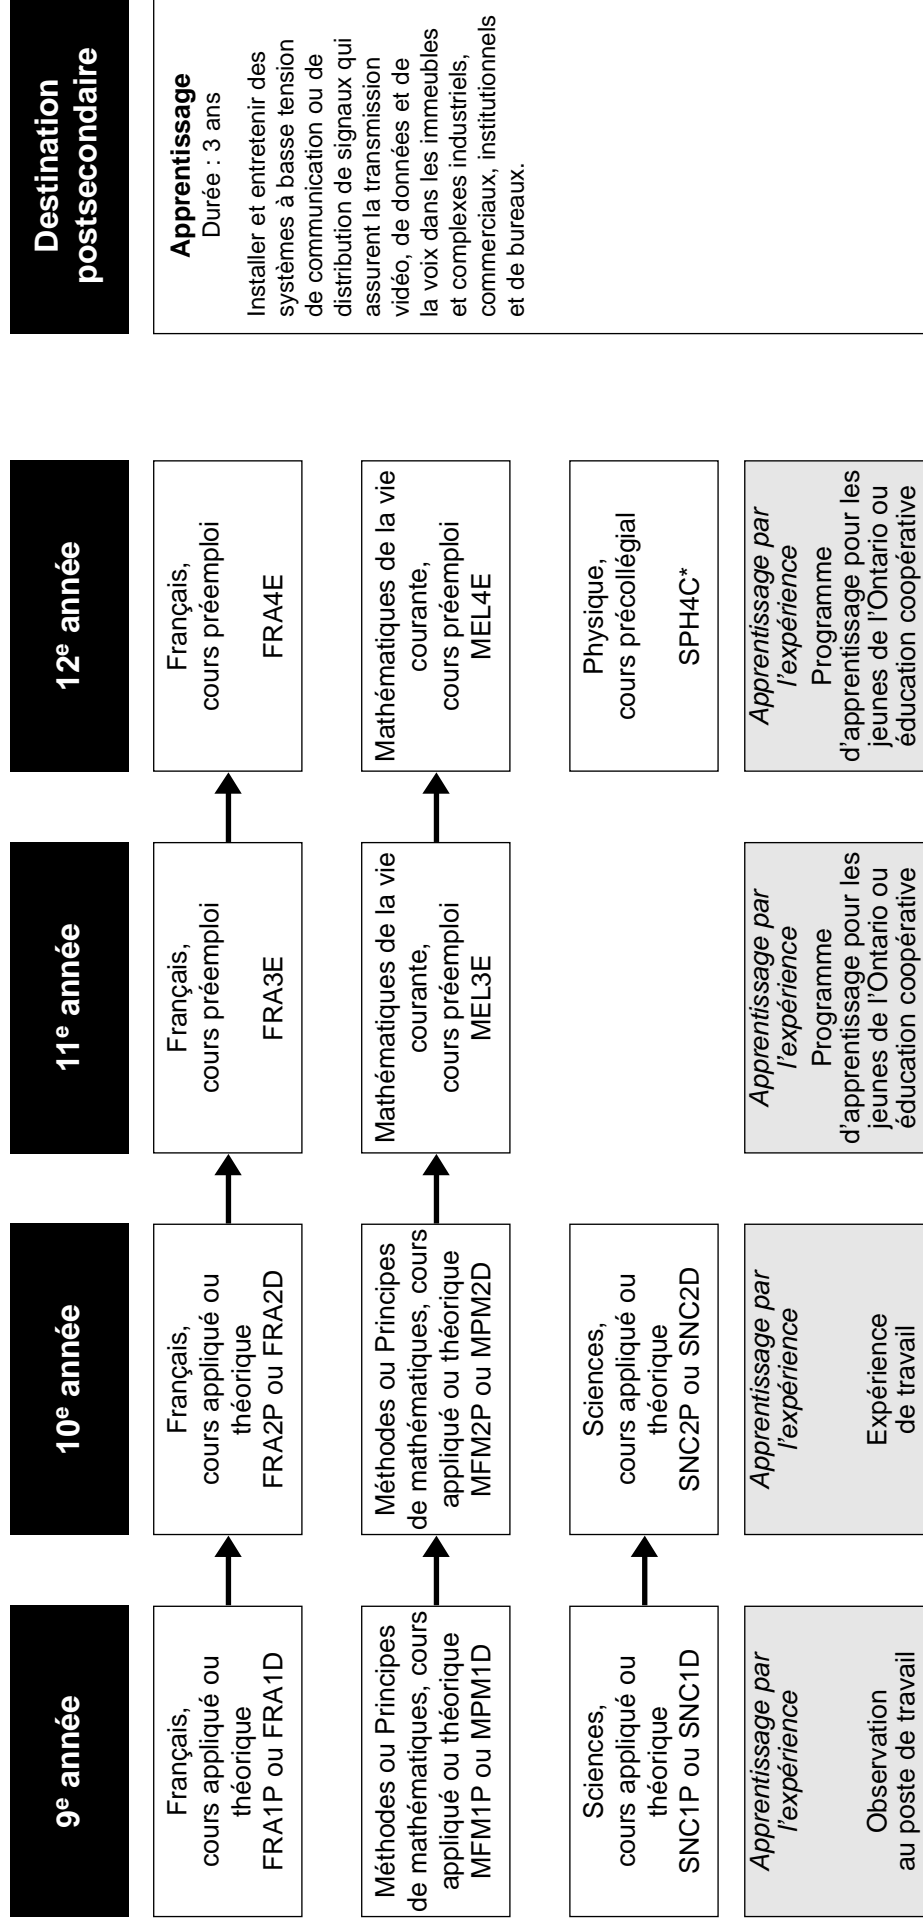 9e année
10e année
11e année
12e année
Destination
postsecondaire
Français,
cours appliqué ou
théorique
FRA1P ou FRA1D
Français,
cours appliqué ou
théorique
FRA2P ou FRA2D
Français,
cours préemploi
FRA3E
Français,
cours préemploi
FRA4E
Apprentissage
Durée : 3 ans
Installer et entretenir des
systèmes à basse tension
de communication ou de
distribution de signaux qui
assurent la transmission
vidéo, de données et de
la voix dans les immeubles
et complexes industriels,
commerciaux, institutionnels
et de bureaux.
Méthodes ou Principes
de mathématiques, cours
appliqué ou théorique
MFM1P ou MPM1D
Méthodes ou Principes
de mathématiques, cours
appliqué ou théorique
MFM2P ou MPM2D
Mathématiques de la vie
courante,
cours préemploi
MEL3E
Mathématiques de la vie
courante,
cours préemploi
MEL4E
Sciences,
cours appliqué ou
théorique
SNC1P ou SNC1D
Sciences,
cours appliqué ou
théorique
SNC2P ou SNC2D
Physique,
cours précollégial
SPH4C*
Apprentissage par
l'expérience
Observation
au poste de travail
Apprentissage par
l'expérience
Expérience
de travail
Apprentissage par
l'expérience
Programme
d'apprentissage pour les
jeunes de l'Ontario ou
éducation coopérative
Apprentissage par
l'expérience
Programme
d'apprentissage pour les
jeunes de l'Ontario ou
éducation coopérative